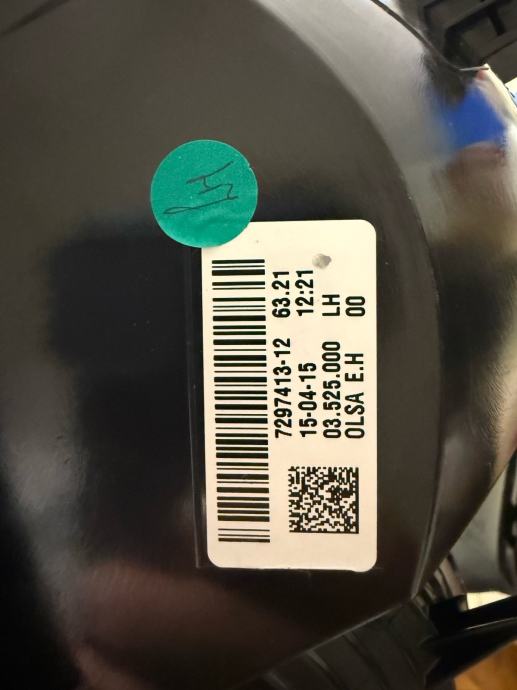 7297413-12 63.21
15-04-15 12:21
03.525.000 LH
OLSA E.H 00